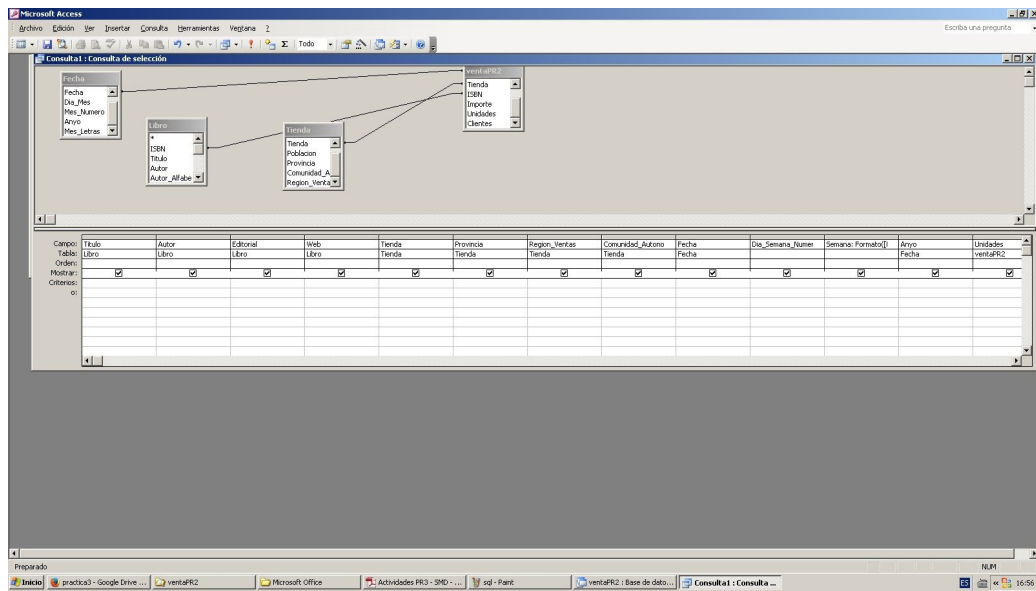 Microsoft Access
Archivo Edición Ver Insertar Consulta Herramientas Ventana ?
Escriba una pregunta
Todo
Consulta1 : Consulta de selección
Fecha
Fecha
Dia_Mes
Mes_Numero
Anyo
Mes_Letras
Libro
*
ISBN
Titulo
Autor
Autor_Alfabe
Tienda
Tienda
Poblacion
Provincia
Comunidad_A
Region_Venta
ventaPR2
Tienda
ISBN
Importe
Unidades
Clientes
Campo: Titulo Autor Editorial Web Tienda Provincia Region_Ventas Comunidad_Autono Fecha Dia_Semana_Numer Semana: Formato([I Anyo Unidades
Tabla: Libro Libro Libro Libro Tienda Tienda Tienda Tienda Fecha Fecha ventaPR2
Orden:
Mostrar:
Criterios:
o:
Preparado
NUM
Inicio practica3 - Google Drive ... ventaPR2 Microsoft Office Actividades PR3 - SMD - ... sql - Paint ventaPR2 : Base de dato... Consulta1 : Consulta ... ES « 16:56